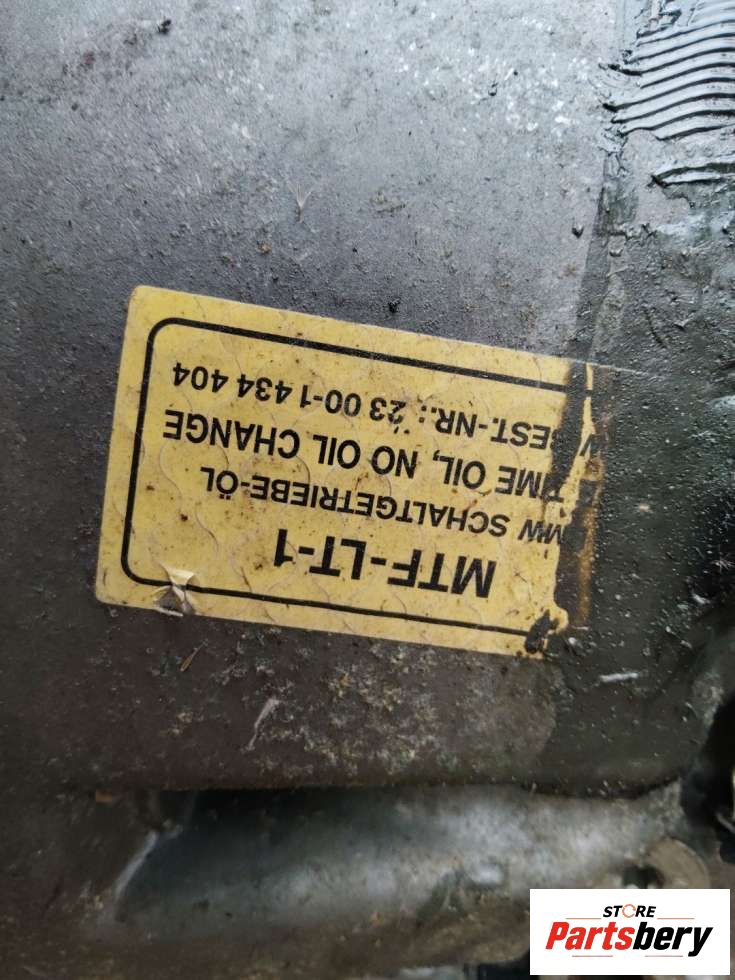 MTF-LT-1
MW SCHALTGETRIEBE-ÖL
TIME OIL, NO OIL CHANGE
BEST.-NR.: 23 00-1 434 404
STORE
Partsbery